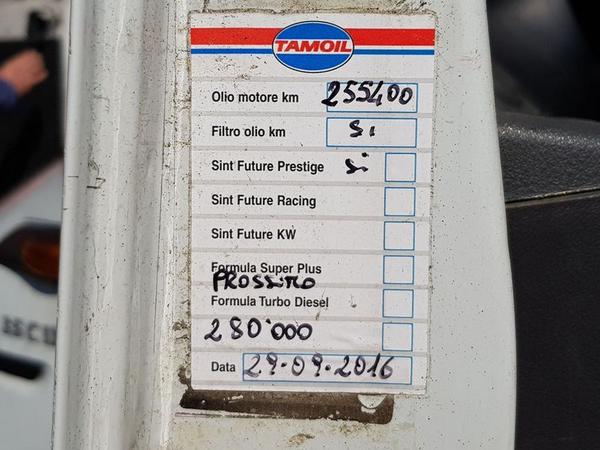 TAMOIL
Olio motore km 255400
Filtro olio km Si
Sint Future Prestige Si
Sint Future Racing
Sint Future KW
Formula Super Plus
PROSSIMO
Formula Turbo Diesel
280'000
Data 29-09-2016